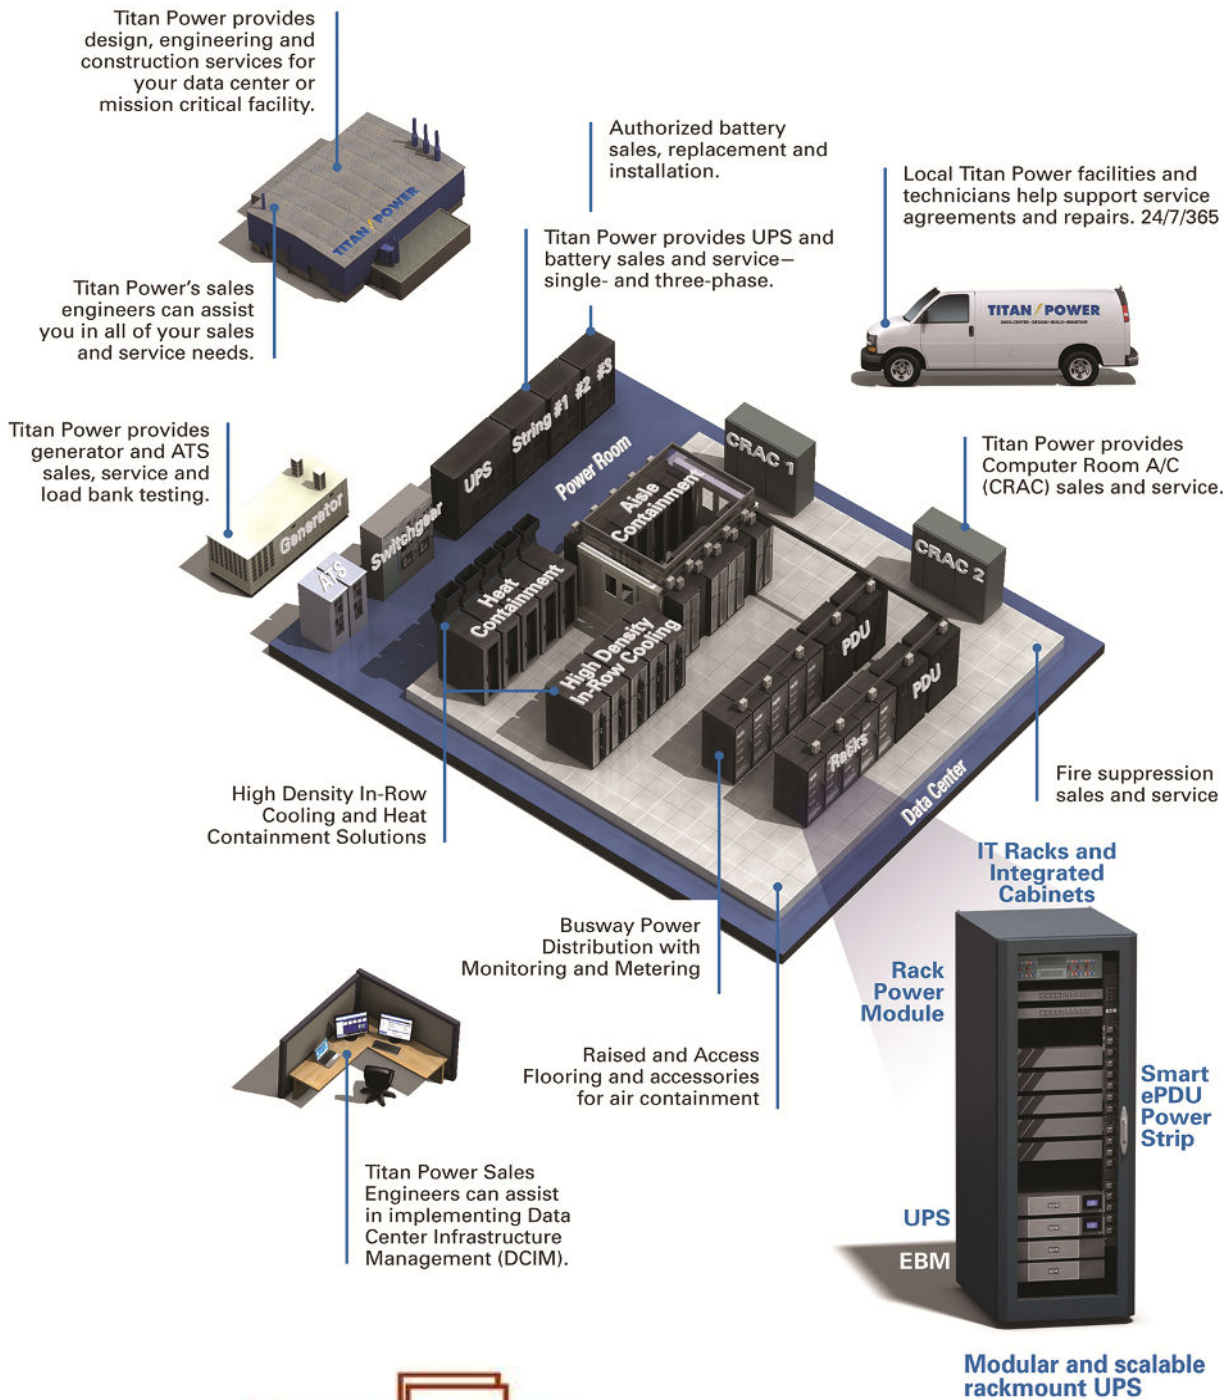 Titan Power provides
design, engineering and
construction services for
your data center or
mission critical facility.
TITAN POWER
Titan Power's sales
engineers can assist
you in all of your sales
and service needs.
Authorized battery
sales, replacement and
installation.
Titan Power provides UPS and
battery sales and service—
single- and three-phase.
Local Titan Power facilities and
technicians help support service
agreements and repairs. 24/7/365
TITAN POWER
DATA CENTER • DESIGN • BUILD • MAINTAIN
Titan Power provides
generator and ATS
sales, service and
load bank testing.
Titan Power provides
Computer Room A/C
(CRAC) sales and service.
Generator
ATS
Switchgear
UPS
String #1 #2 #3
Power Room
Aisle
Containment
CRAC 1
CRAC 2
Heat
Containment
High Density
In-Row Cooling
PDU
PDU
Racks
Data Center
High Density In-Row
Cooling and Heat
Containment Solutions
Fire suppression
sales and service
Busway Power
Distribution with
Monitoring and Metering
Raised and Access
Flooring and accessories
for air containment
Titan Power Sales
Engineers can assist
in implementing Data
Center Infrastructure
Management (DCIM).
IT Racks and
Integrated
Cabinets
Rack
Power
Module
Smart
ePDU
Power
Strip
UPS
EBM
Modular and scalable
rackmount UPS